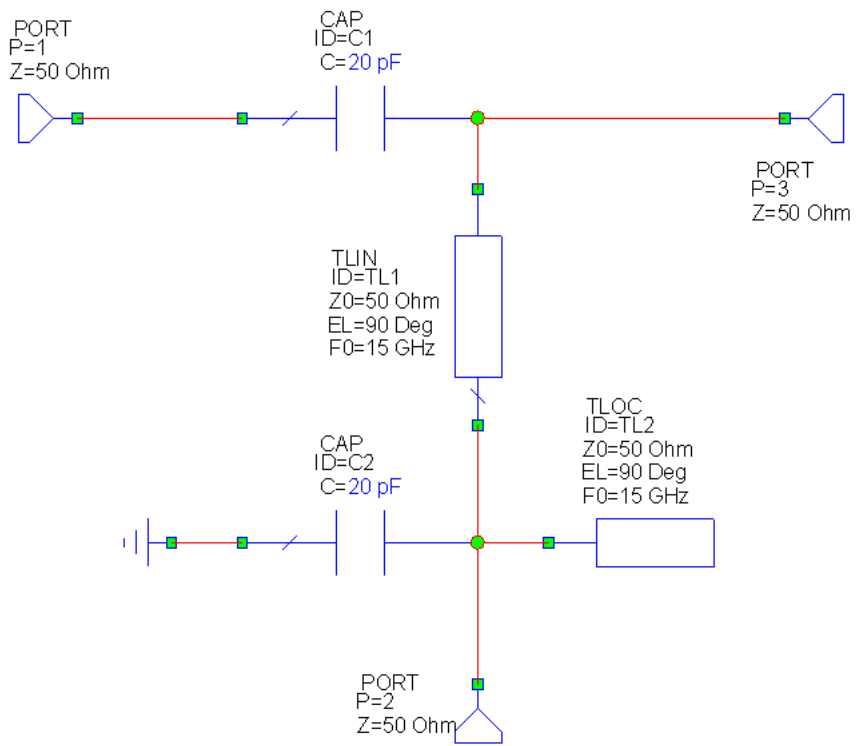 PORT
P=1
Z=50 Ohm
CAP
ID=C1
C=20 pF
PORT
P=3
Z=50 Ohm
TLIN
ID=TL1
Z0=50 Ohm
EL=90 Deg
F0=15 GHz
CAP
ID=C2
C=20 pF
TLOC
ID=TL2
Z0=50 Ohm
EL=90 Deg
F0=15 GHz
PORT
P=2
Z=50 Ohm